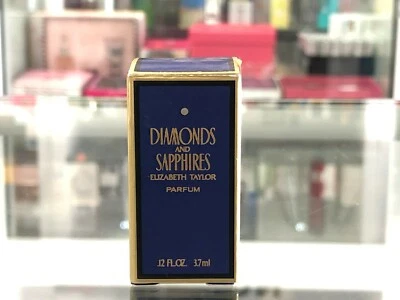 DIAMONDS
AND
SAPPHIRES
ELIZABETH TAYLOR
PARFUM
.12 FL.OZ. 3.7ml